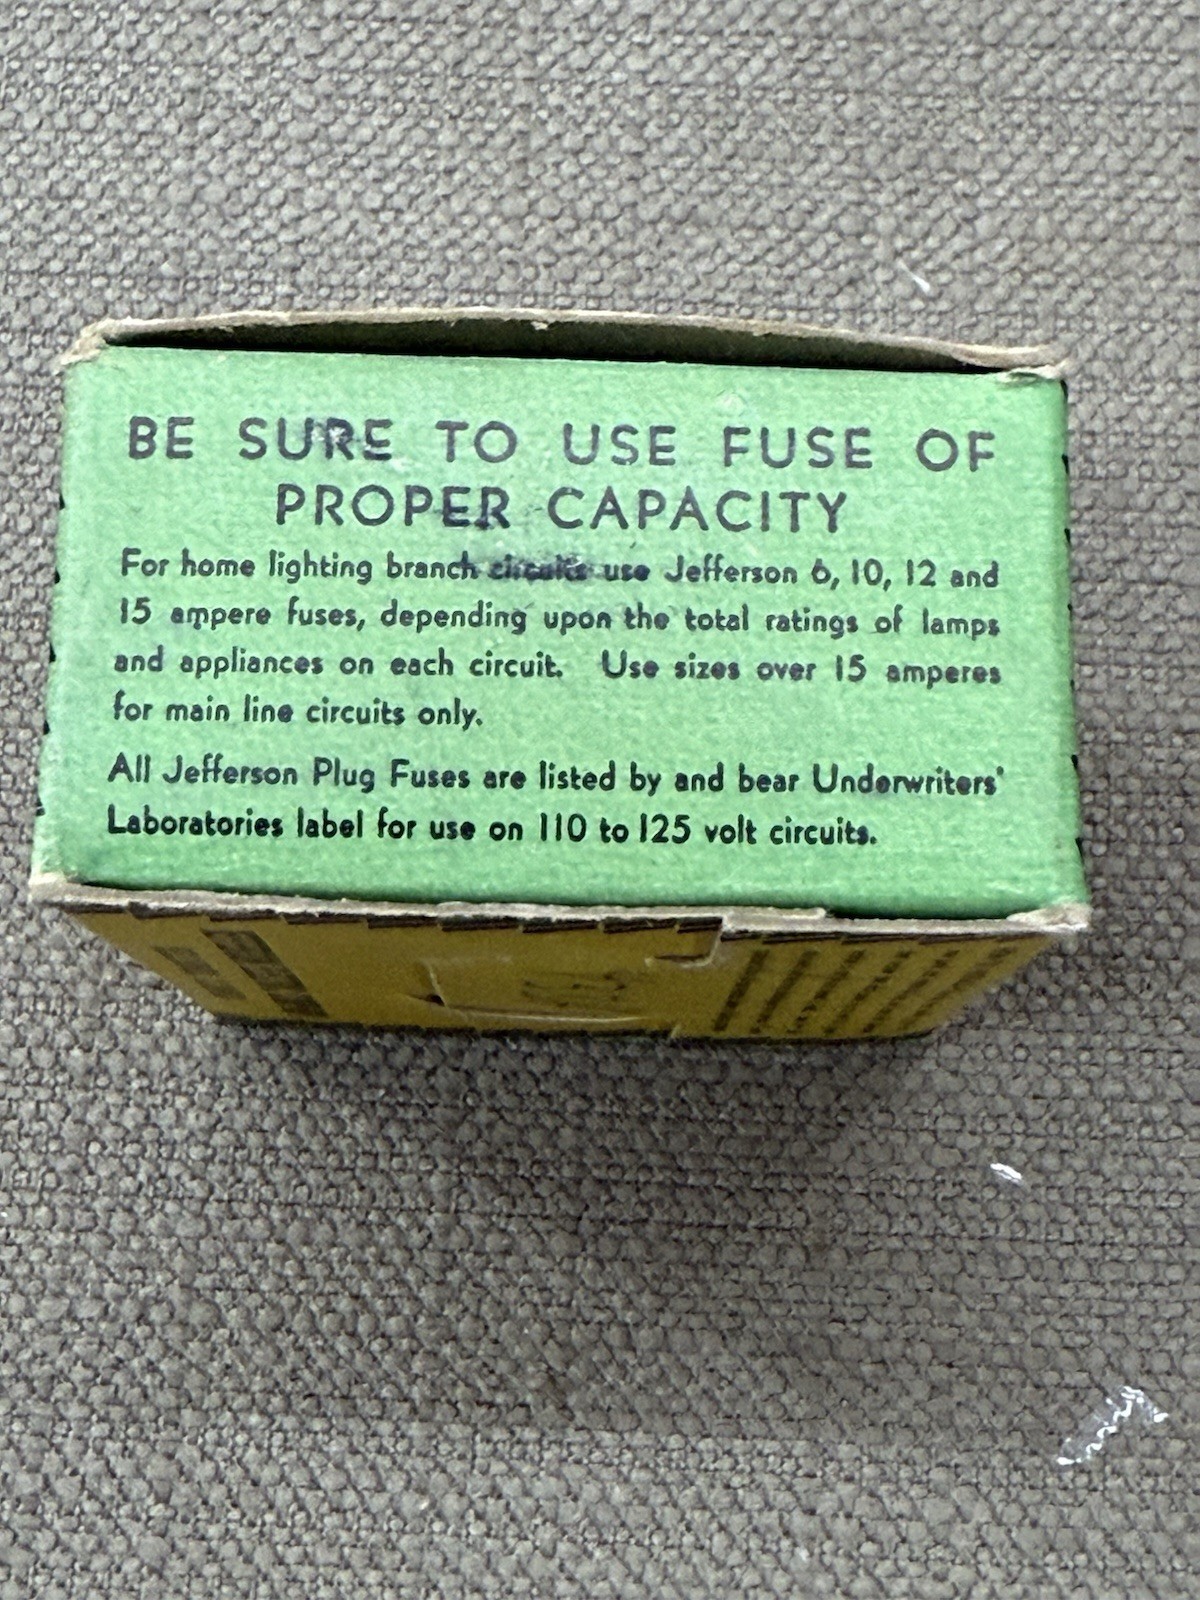 BE SURE TO USE FUSE OF
PROPER CAPACITY
For home lighting branch circuits use Jefferson 6, 10, 12 and
15 ampere fuses, depending upon the total ratings of lamps
and appliances on each circuit. Use sizes over 15 amperes
for main line circuits only.
All Jefferson Plug Fuses are listed by and bear Underwriters'
Laboratories label for use on 110 to 125 volt circuits.